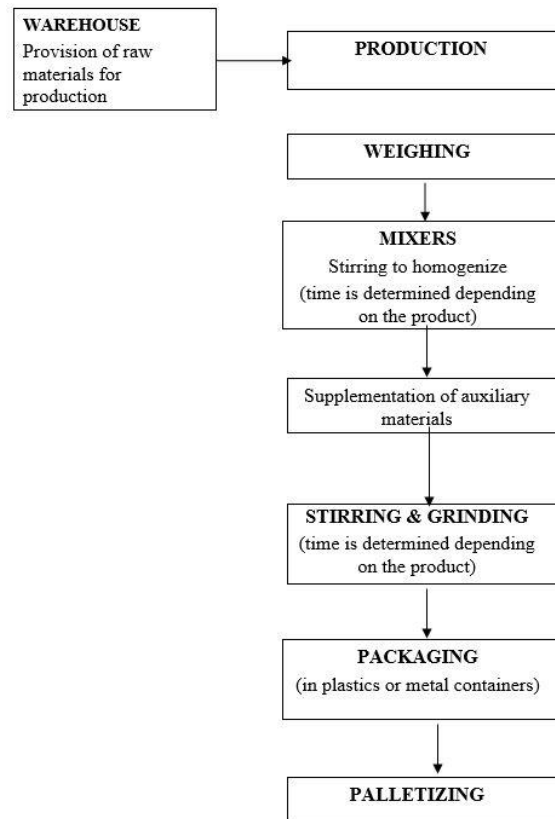 WAREHOUSE
Provision of raw
materials for
production
PRODUCTION
WEIGHING
MIXERS
Stirring to homogenize
(time is determined depending
on the product)
Supplementation of auxiliary
materials
STIRRING & GRINDING
(time is determined depending
on the product)
PACKAGING
(in plastics or metal containers)
PALLETIZING